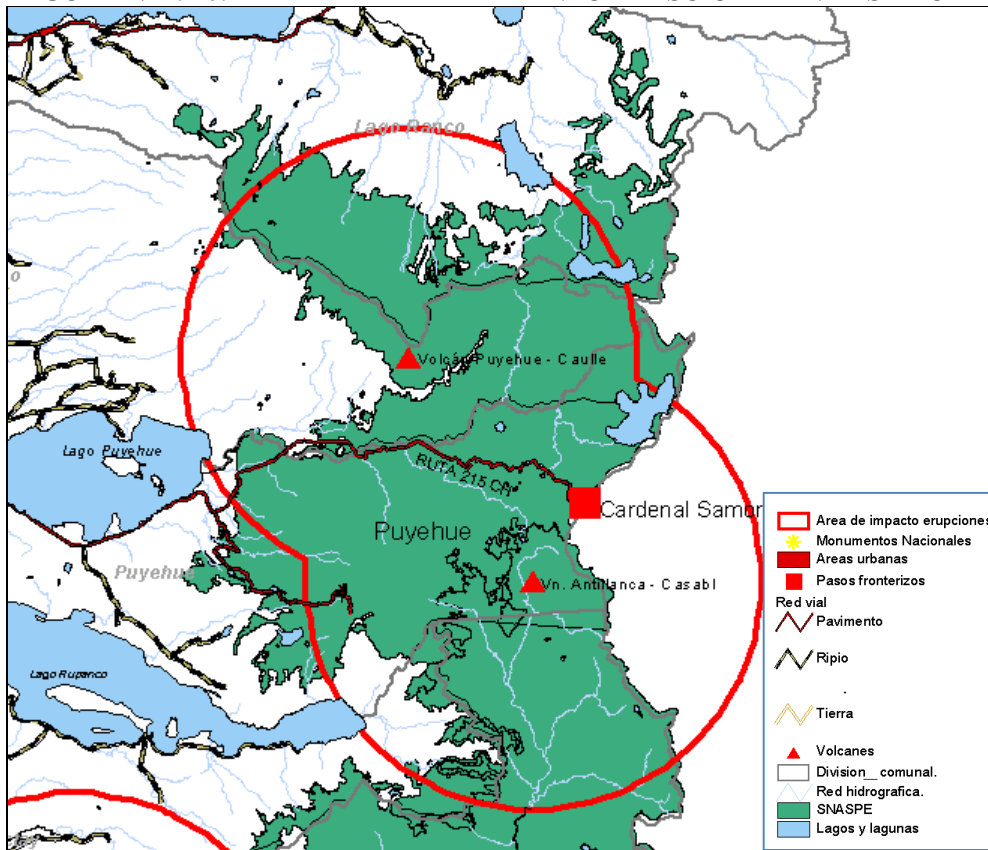 Lago Ranco
Volcán Puyehue - Caulle
Lago Puyehue
RUTA 215 CH
Cardenal Samor
Puyehue
Puyehue
Vn. Antillanca - Casabl
Lago Rupanco
Area de impacto erupciones
Monumentos Nacionales
Areas urbanas
Pasos fronterizos
Red vial
Pavimento
Ripio
.
Tierra
Volcanes
Division__ comunal.
Red hidrografica.
SNASPE
Lagos y lagunas